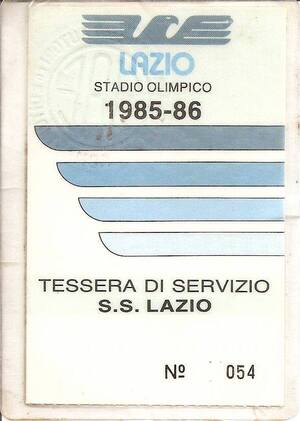 LAZIO
STADIO OLIMPICO
1985-86
TESSERA DI SERVIZIO
S.S. LAZIO
Nº 054